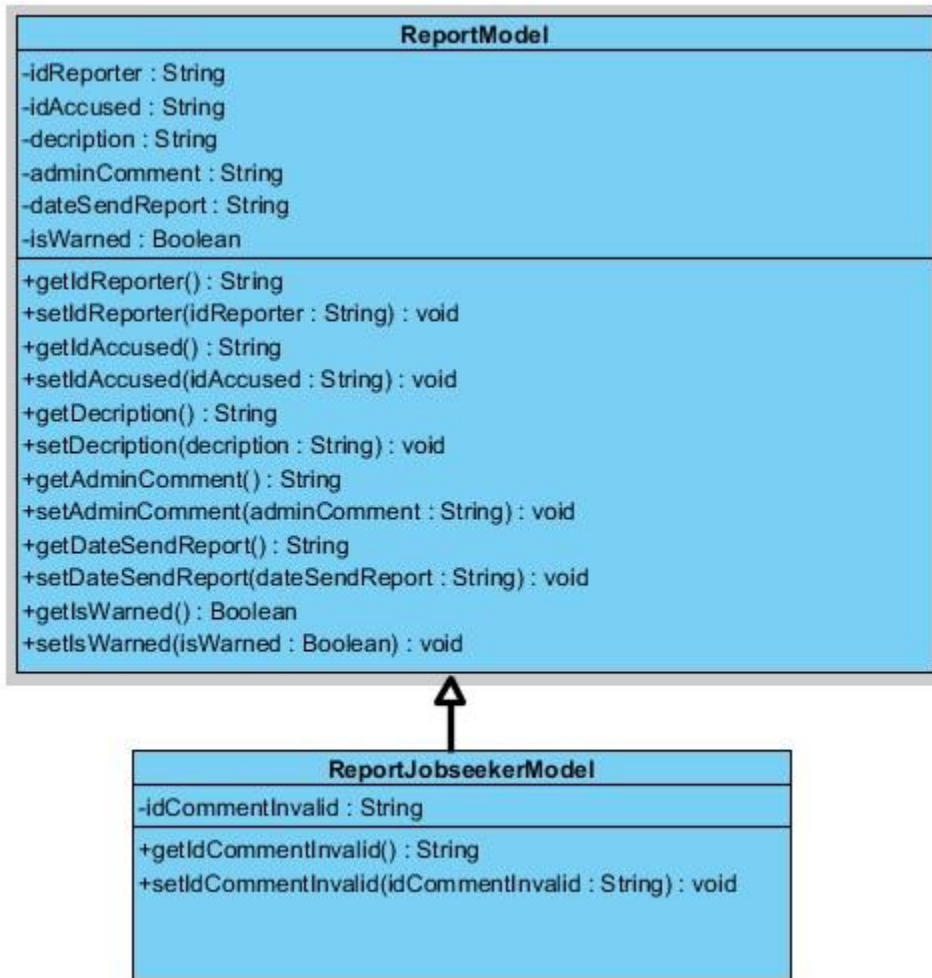 ReportModel
-idReporter : String
-idAccused : String
-decription : String
-adminComment : String
-dateSendReport : String
-isWarned : Boolean
+getIdReporter() : String
+setIdReporter(idReporter : String) : void
+getIdAccused() : String
+setIdAccused(idAccused : String) : void
+getDecription() : String
+setDecription(decription : String) : void
+getAdminComment() : String
+setAdminComment(adminComment : String) : void
+getDateSendReport() : String
+setDateSendReport(dateSendReport : String) : void
+getIsWarned() : Boolean
+setIsWarned(isWarned : Boolean) : void
ReportJobseekerModel
-idCommentInvalid : String
+getIdCommentInvalid() : String
+setIdCommentInvalid(idCommentInvalid : String) : void